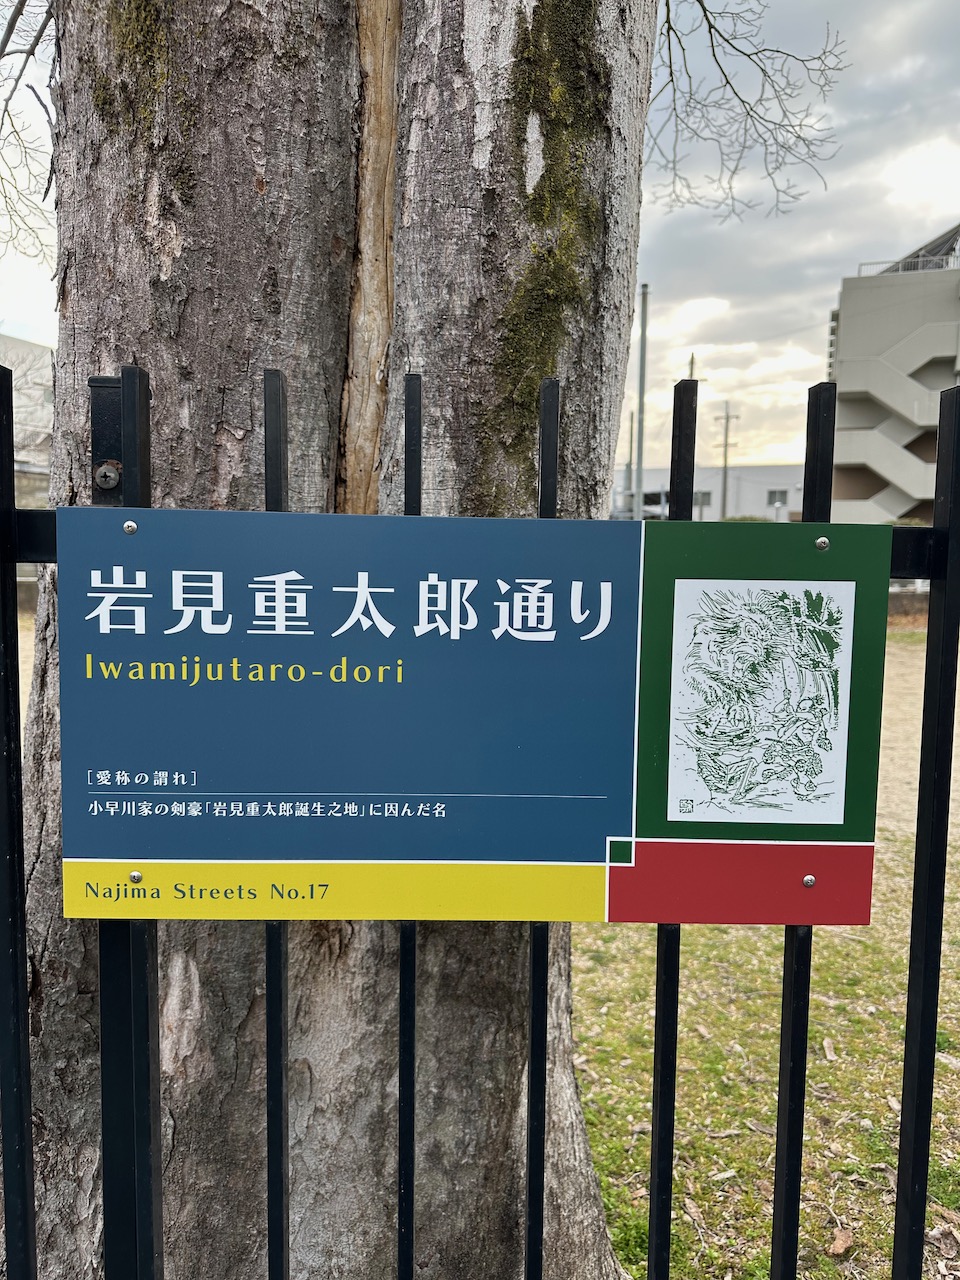 岩見重太郎通り
Iwamijutaro-dori
［愛称の謂れ］
小早川家の剣豪「岩見重太郎誕生之地」に因んだ名
Najima Streets No.17